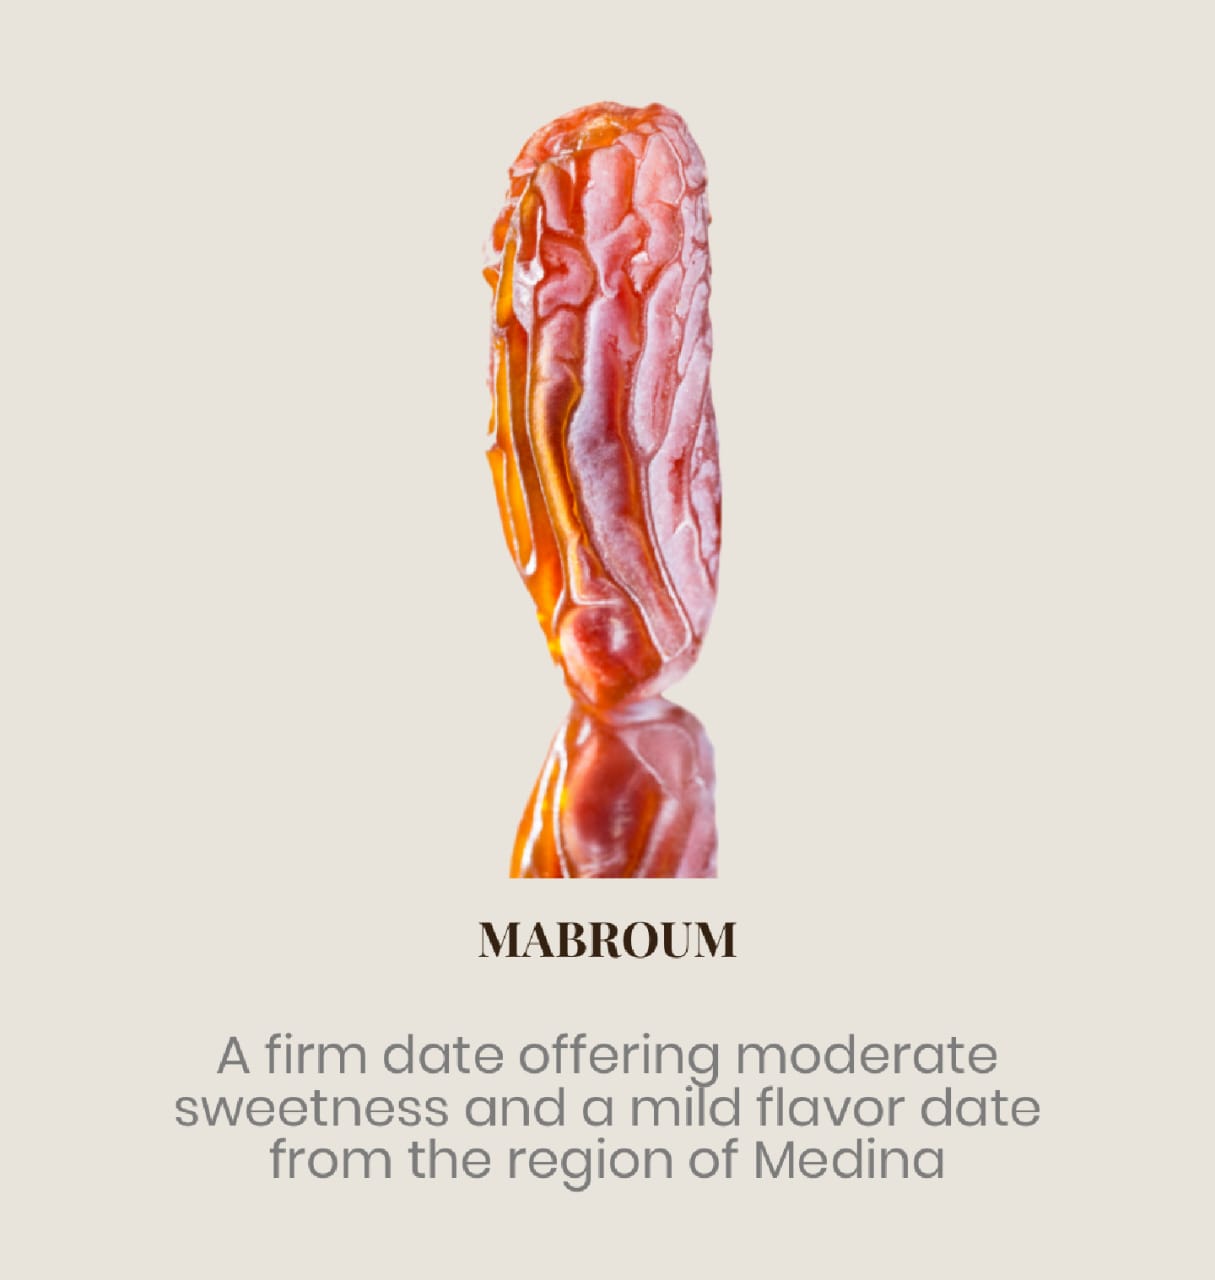 MABROUM
A firm date offering moderate
sweetness and a mild flavor date
from the region of Medina